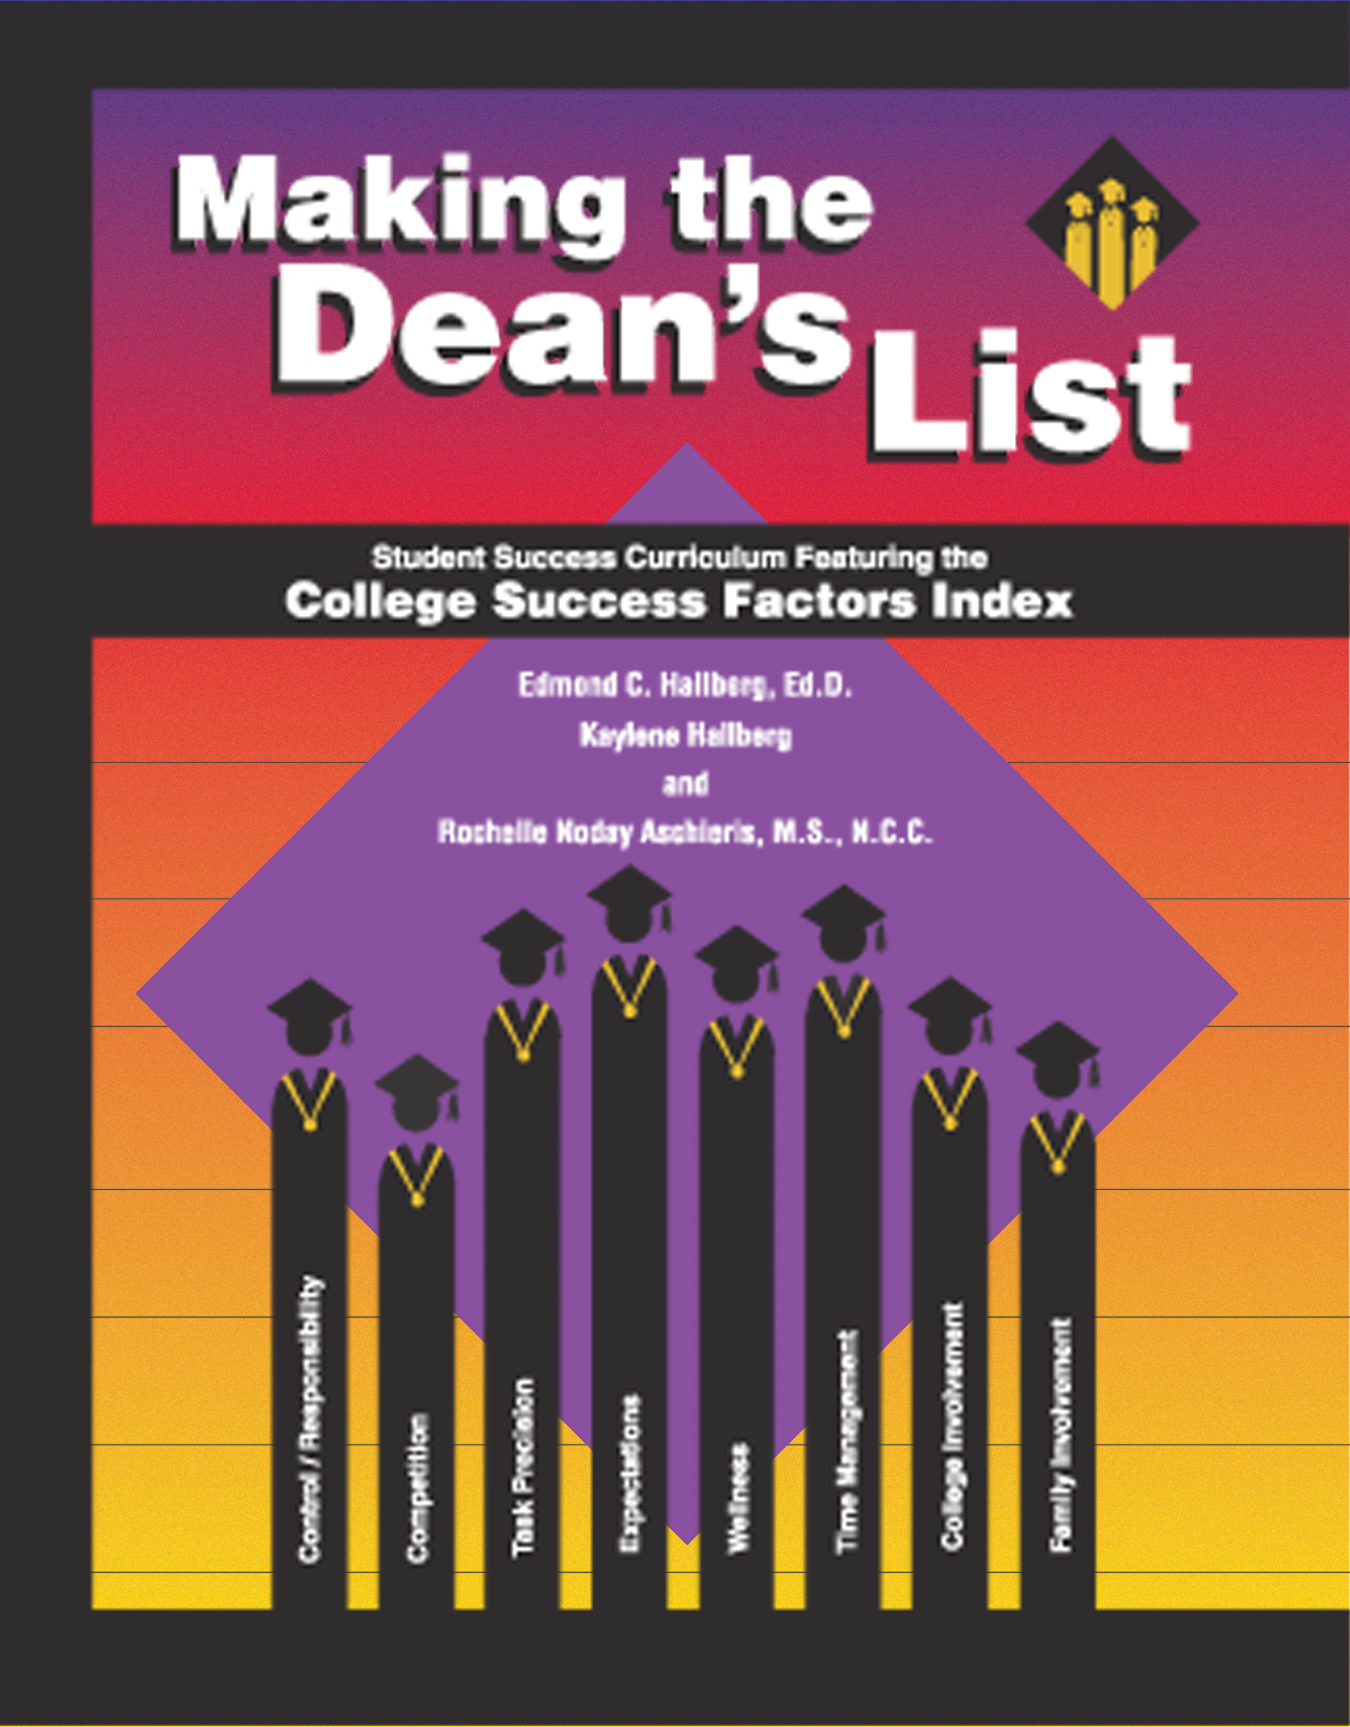 Making the
Dean's
List
Student Success Curriculum Featuring the
College Success Factors Index
Edmond C. Hallberg, Ed.D.
Kaylene Hallberg
and
Rochelle Noday Aschieris, M.S., N.C.C.
Control / Responsibility
Competition
Task Precision
Expectations
Wellness
Time Management
College Involvement
Family Involvement